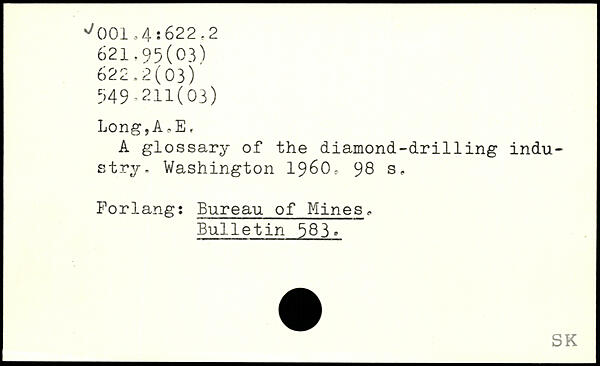 ✓001.4:622.2
621.95(03)
622.2(03)
549.211(03)
Long,A.E.
A glossary of the diamond-drilling indu-
stry. Washington 1960. 98 s.
Forlang: Bureau of Mines.
Bulletin 583.
SK